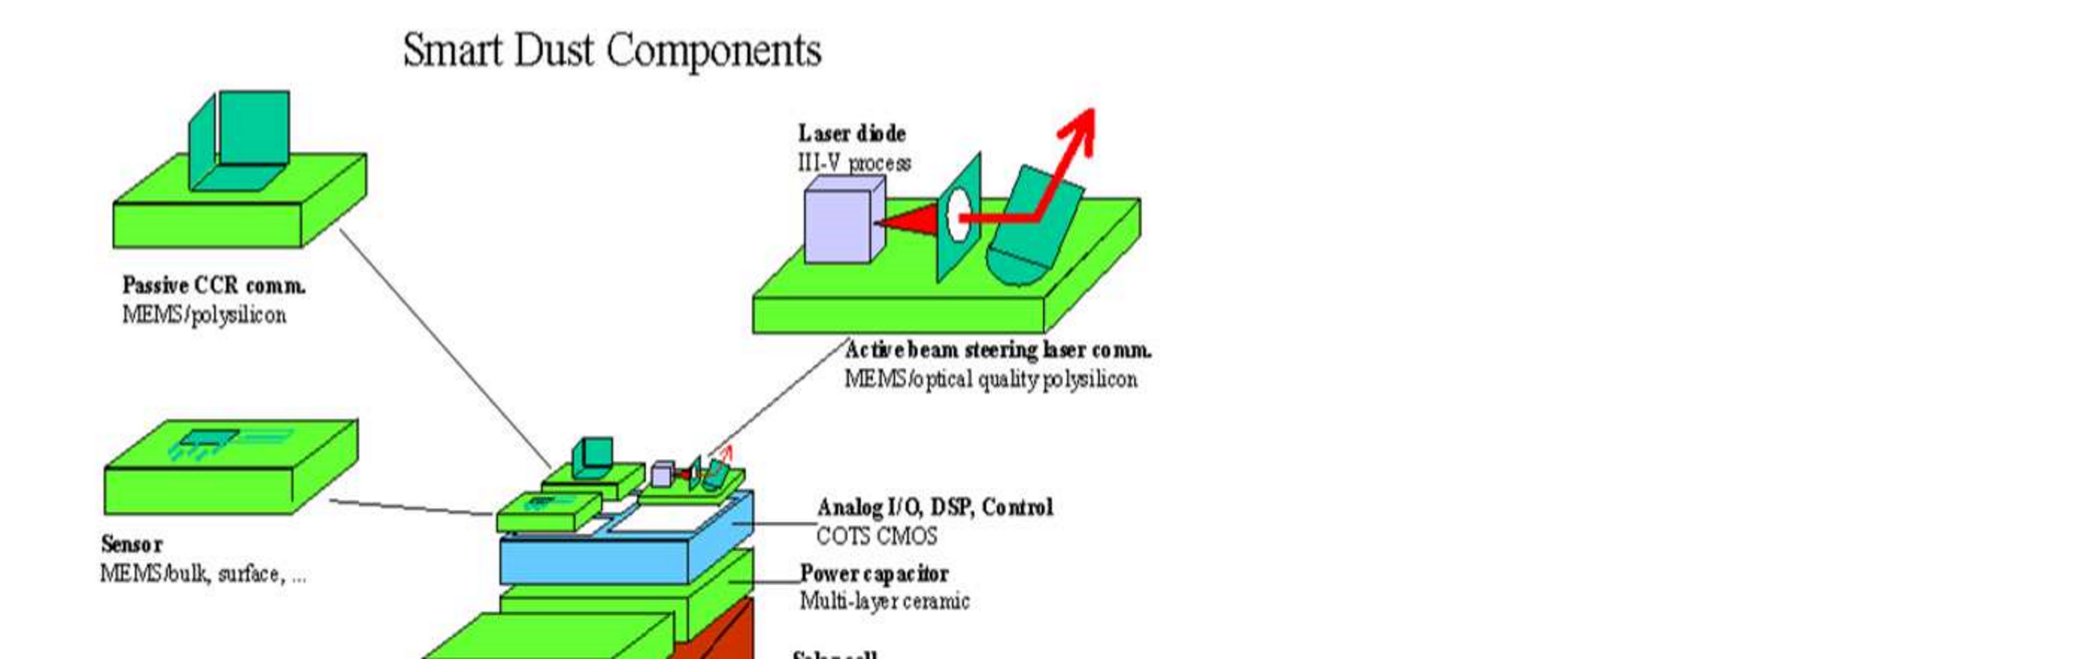 Smart Dust Components
Laser diode
III-V process
Passive CCR comm.
MEMS/polysilicon
Active beam steering laser comm.
MEMS/optical quality polysilicon
Sensor
MEMS/bulk, surface, ...
Analog I/O, DSP, Control
COTS CMOS
Power capacitor
Multi-layer ceramic